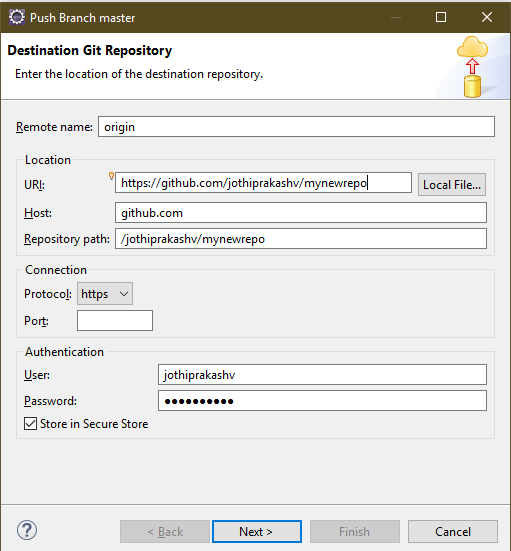 Push Branch master
Destination Git Repository
Enter the location of the destination repository.
Remote name: origin
Location
URI: https://github.com/jothiprakashv/mynewrepo Local File...
Host: github.com
Repository path: /jothiprakashv/mynewrepo
Connection
Protocol: https
Port:
Authentication
User: jothiprakashv
Password: ●●●●●●●●●●
Store in Secure Store
? < Back Next > Finish Cancel